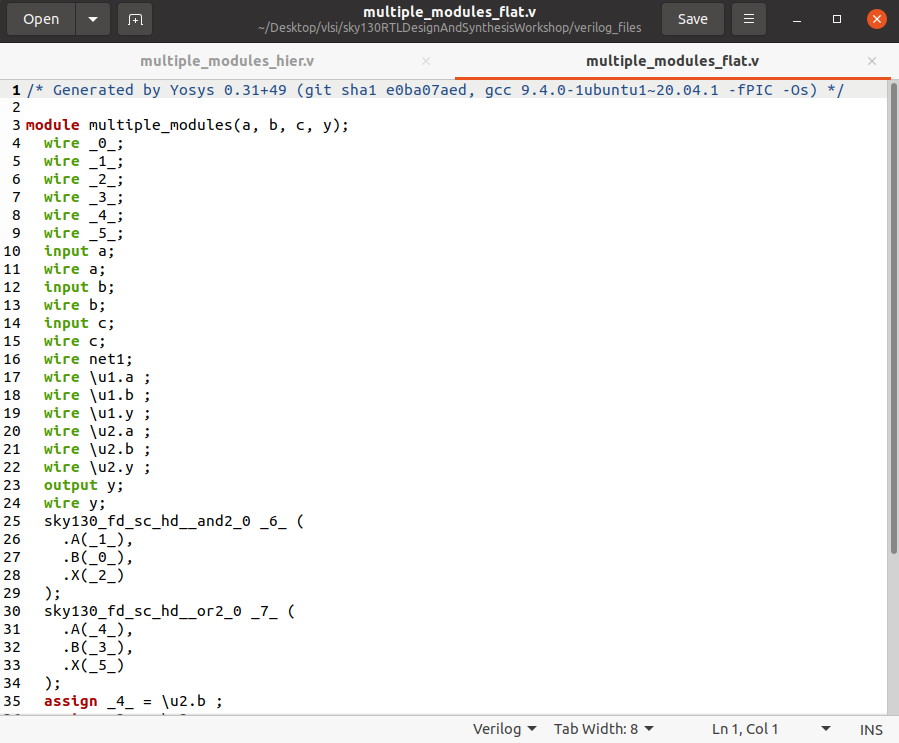 Open
multiple_modules_flat.v
~/Desktop/vlsi/sky130RTLDesignAndSynthesisWorkshop/verilog_files
Save
multiple_modules_hier.v
multiple_modules_flat.v
1 /* Generated by Yosys 0.31+49 (git sha1 e0ba07aed, gcc 9.4.0-1ubuntu1~20.04.1 -fPIC -Os) */
2
3 module multiple_modules(a, b, c, y);
4   wire _0_;
5   wire _1_;
6   wire _2_;
7   wire _3_;
8   wire _4_;
9   wire _5_;
10   input a;
11   wire a;
12   input b;
13   wire b;
14   input c;
15   wire c;
16   wire net1;
17   wire \u1.a ;
18   wire \u1.b ;
19   wire \u1.y ;
20   wire \u2.a ;
21   wire \u2.b ;
22   wire \u2.y ;
23   output y;
24   wire y;
25   sky130_fd_sc_hd__and2_0 _6_ (
26     .A(_1_),
27     .B(_0_),
28     .X(_2_)
29   );
30   sky130_fd_sc_hd__or2_0 _7_ (
31     .A(_4_),
32     .B(_3_),
33     .X(_5_)
34   );
35   assign _4_ = \u2.b ;
Verilog Tab Width: 8 Ln 1, Col 1 INS